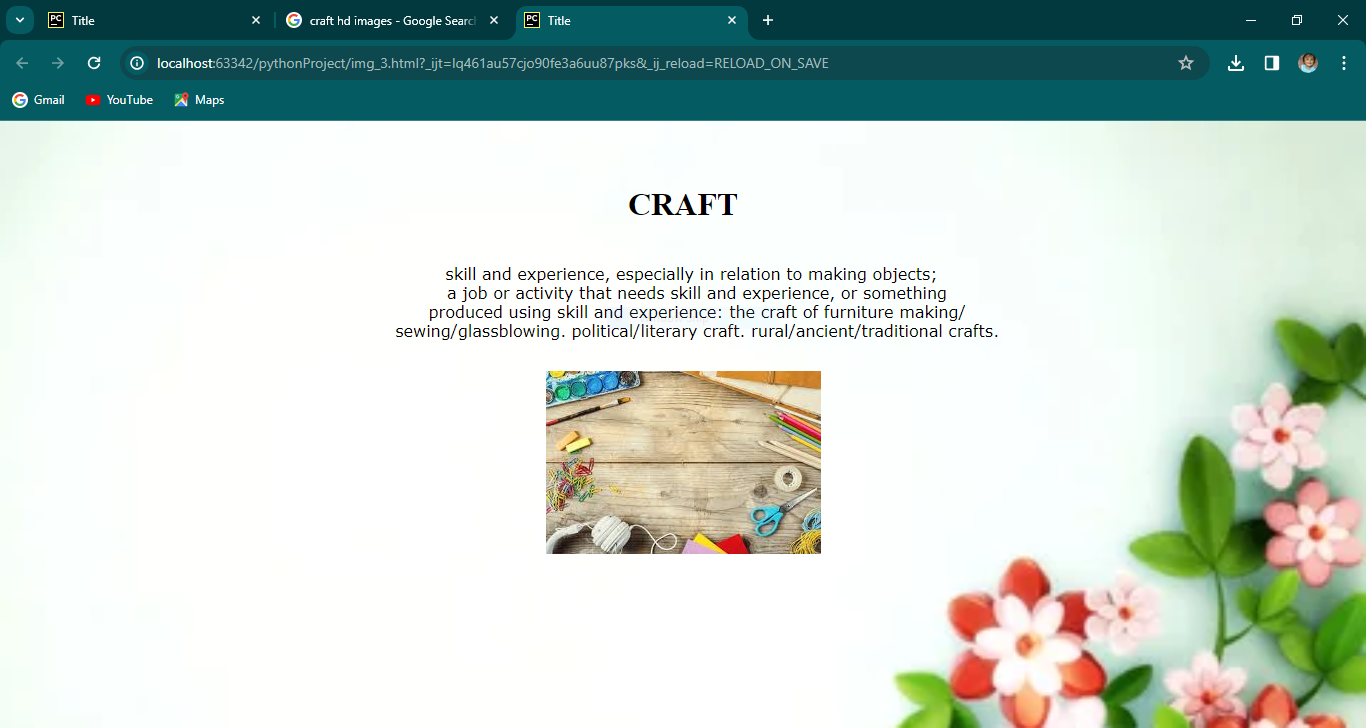 PC Title
craft hd images - Google Searc
PC Title
localhost:63342/pythonProject/img_3.html?_ijt=lq461au57cjo90fe3a6uu87pks&_ij_reload=RELOAD_ON_SAVE
Gmail
YouTube
Maps
CRAFT
skill and experience, especially in relation to making objects;
a job or activity that needs skill and experience, or something
produced using skill and experience: the craft of furniture making/
sewing/glassblowing. political/literary craft. rural/ancient/traditional crafts.